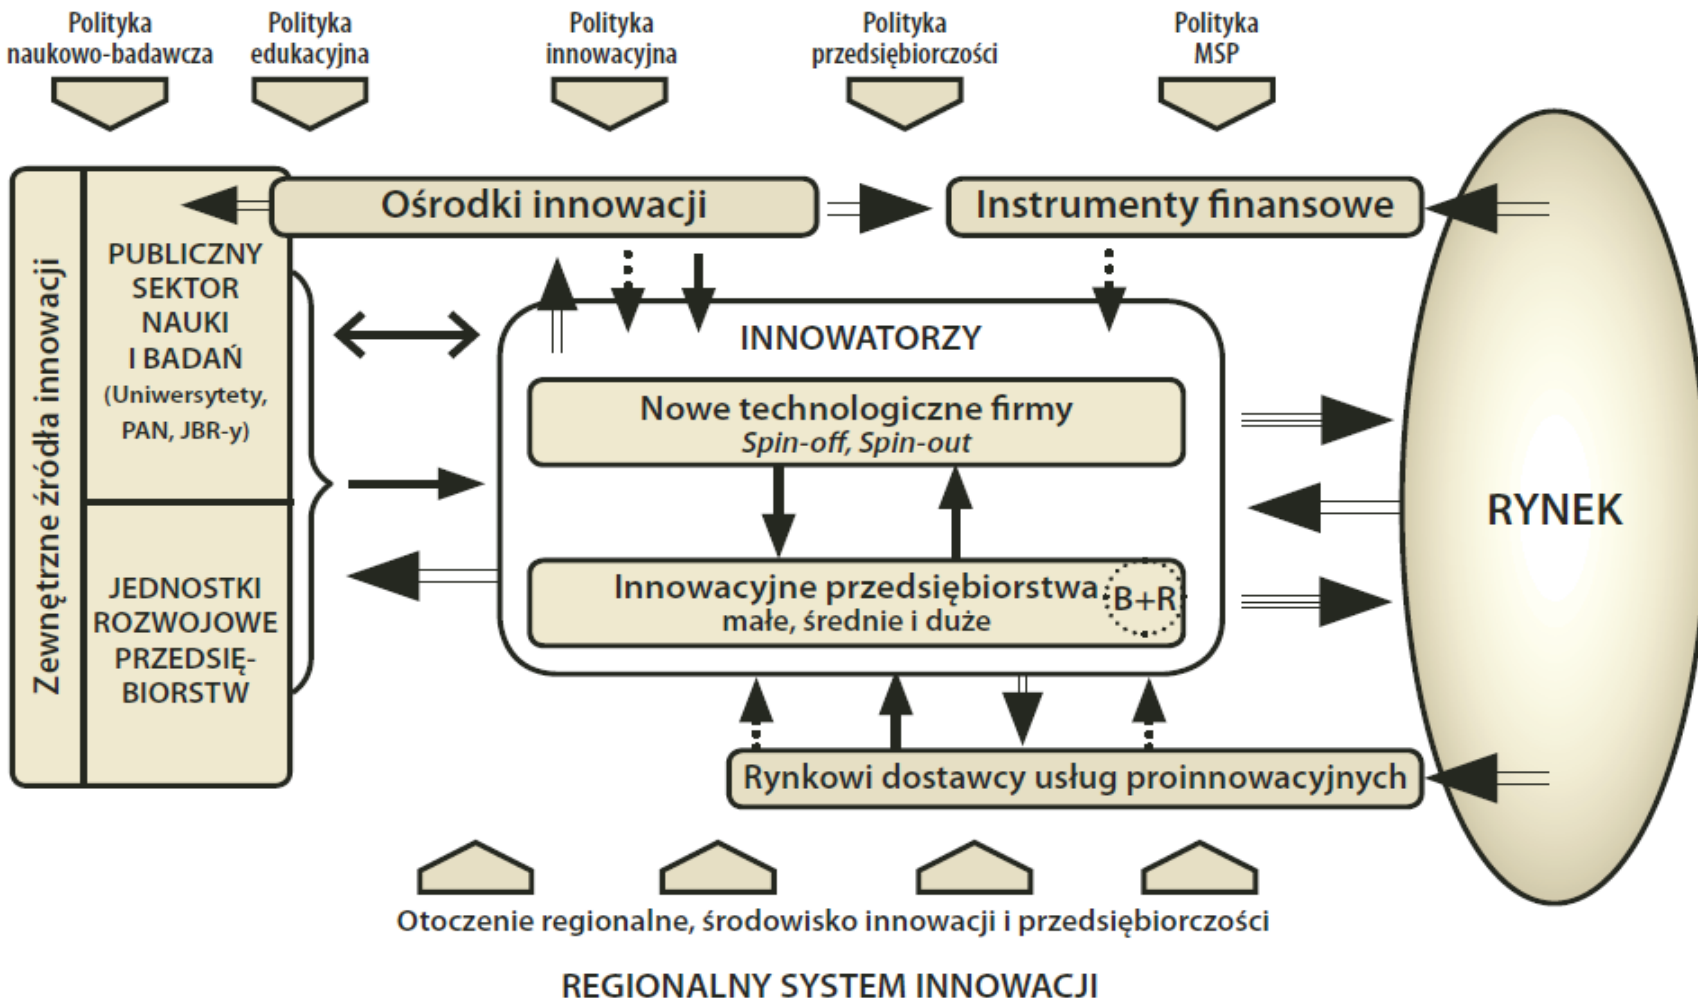 Polityka
naukowo-badawcza
Polityka
edukacyjna
Polityka
innowacyjna
Polityka
przedsiębiorczości
Polityka
MSP
Zewnętrzne źródła innowacji
PUBLICZNY
SEKTOR
NAUKI
I BADAŃ
(Uniwersytety,
PAN, JBR-y)
JEDNOSTKI
ROZWOJOWE
PRZEDSIĘ-
BIORSTW
Ośrodki innowacji
Instrumenty finansowe
INNOWATORZY
Nowe technologiczne firmy
Spin-off, Spin-out
Innowacyjne przedsiębiorstwa
małe, średnie i duże
B+R
RYNEK
Rynkowi dostawcy usług proinnowacyjnych
Otoczenie regionalne, środowisko innowacji i przedsiębiorczości
REGIONALNY SYSTEM INNOWACJI